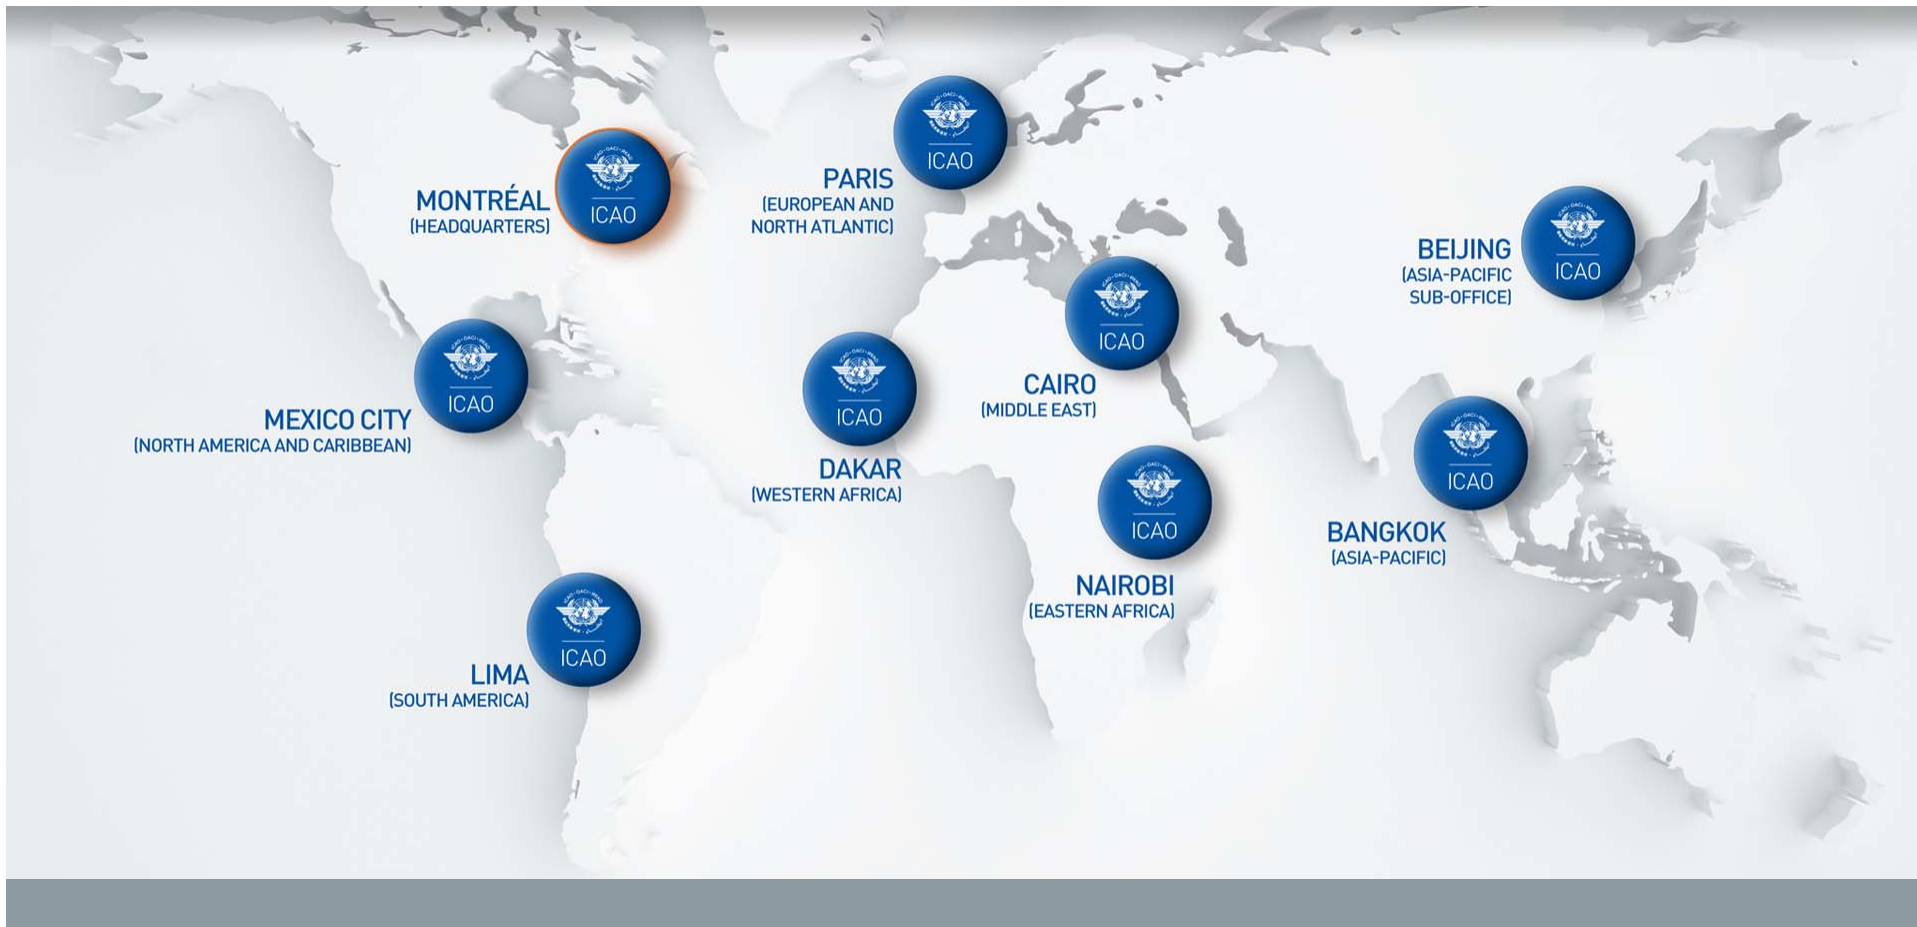 PARIS
(EUROPEAN AND
NORTH ATLANTIC)
ICAO
MONTRÉAL
(HEADQUARTERS)
ICAO
BEIJING
(ASIA-PACIFIC
SUB-OFFICE)
ICAO
ICAO
CAIRO
(MIDDLE EAST)
MEXICO CITY
(NORTH AMERICA AND CARIBBEAN)
ICAO
ICAO
DAKAR
(WESTERN AFRICA)
ICAO
BANGKOK
(ASIA-PACIFIC)
ICAO
NAIROBI
(EASTERN AFRICA)
ICAO
LIMA
(SOUTH AMERICA)